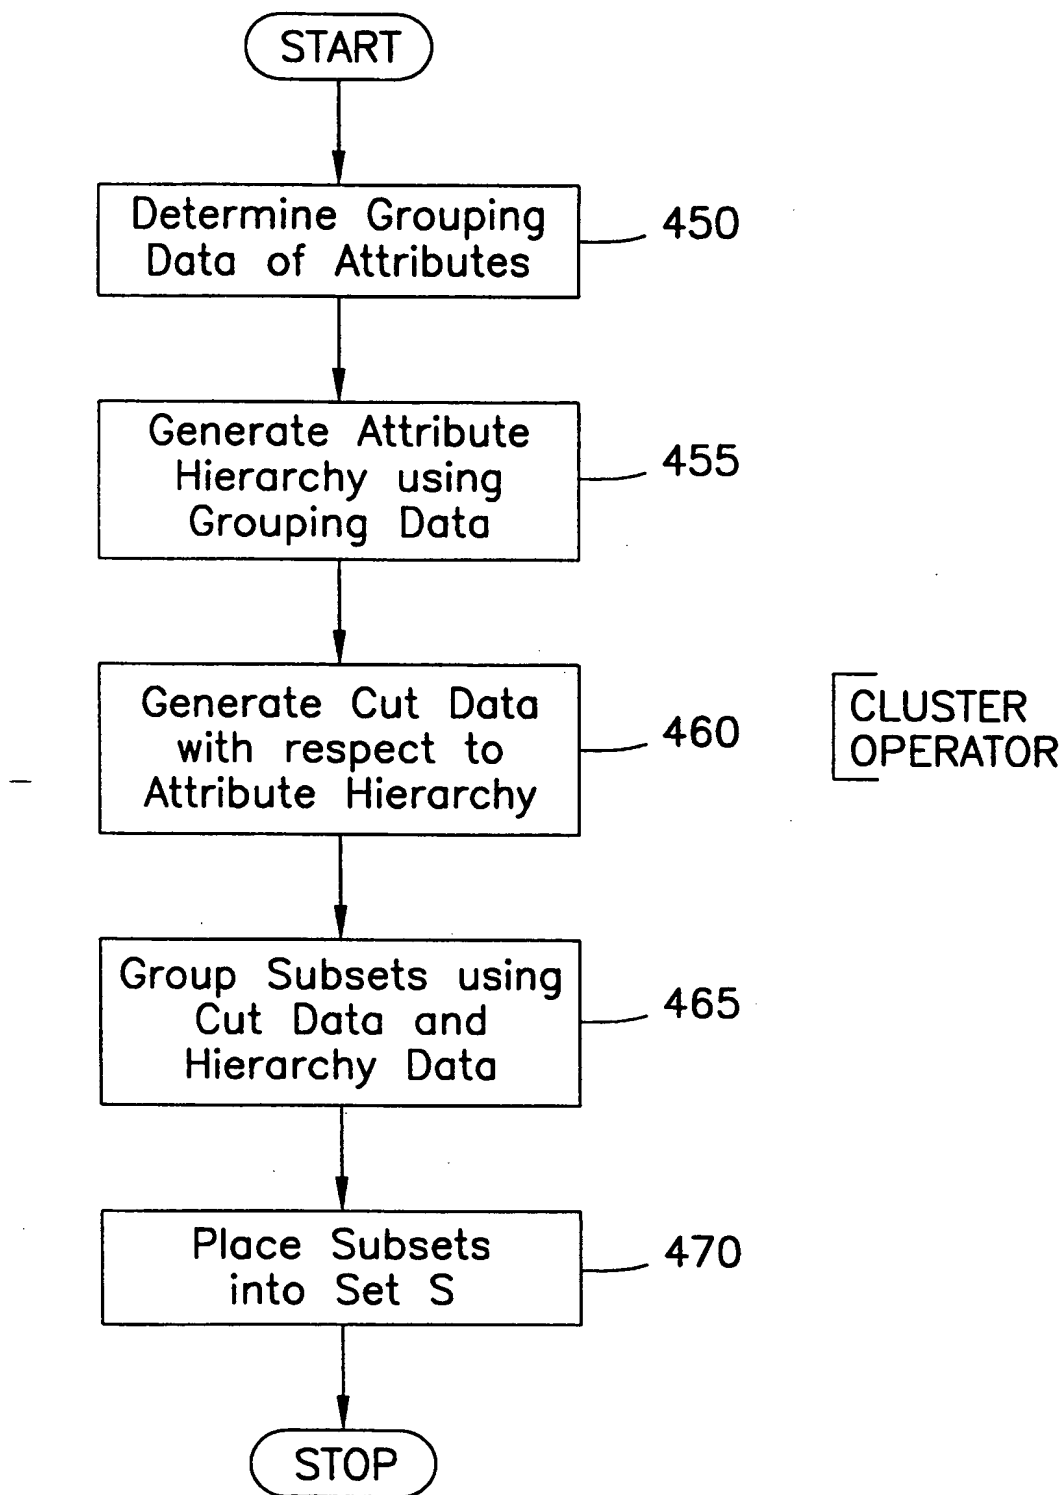 START
Determine Grouping
Data of Attributes
450
Generate Attribute
Hierarchy using
Grouping Data
455
Generate Cut Data
with respect to
Attribute Hierarchy
460
CLUSTER
OPERATOR
Group Subsets using
Cut Data and
Hierarchy Data
465
Place Subsets
into Set S
470
STOP